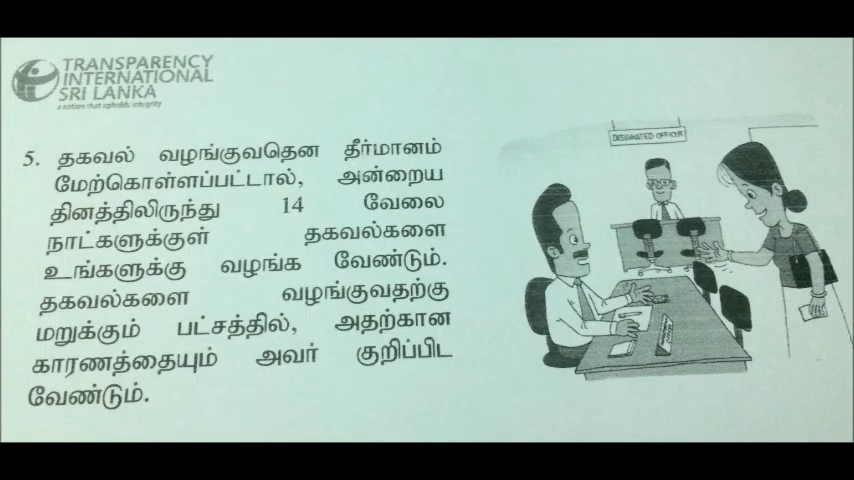 TRANSPARENCY
INTERNATIONAL
SRI LANKA
a nation that upholds integrity
5. தகவல் வழங்குவதென தீர்மானம்
மேற்கொள்ளப்பட்டால், அன்றைய
தினத்திலிருந்து 14 வேலை
நாட்களுக்குள் தகவல்களை
உங்களுக்கு வழங்க வேண்டும்.
தகவல்களை வழங்குவதற்கு
மறுக்கும் பட்சத்தில், அதற்கான
காரணத்தையும் அவர் குறிப்பிட
வேண்டும்.
DESIGNATED OFFICER